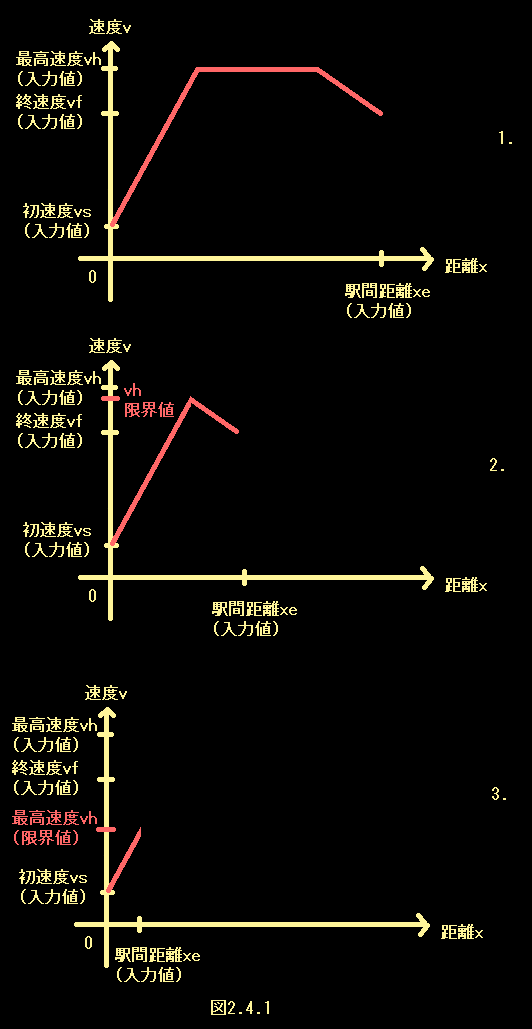 速度v
最高速度vh
(入力値)
終速度vf
(入力値)
1.
初速度vs
(入力値)
0
距離x
駅間距離xe
(入力値)
速度v
最高速度vh
(入力値)
vh
限界値
終速度vf
(入力値)
2.
初速度vs
(入力値)
0
距離x
駅間距離xe
(入力値)
速度v
最高速度vh
(入力値)
終速度vf
(入力値)
3.
最高速度vh
(限界値)
初速度vs
(入力値)
0
距離x
駅間距離xe
(入力値)
図2.4.1